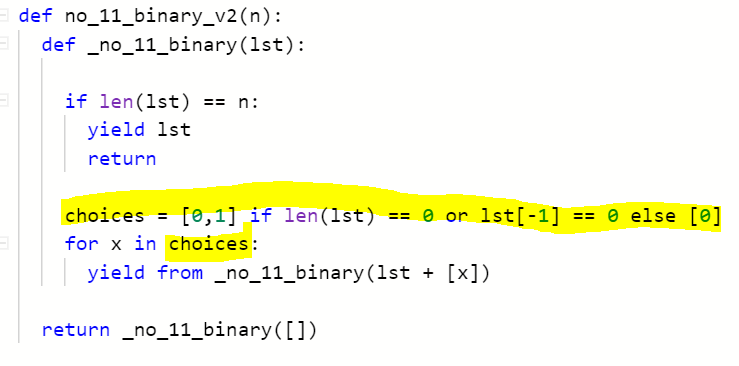 def no_11_binary_v2(n):
  def _no_11_binary(lst):
    if len(lst) == n:
      yield lst
      return
    choices = [0,1] if len(lst) == 0 or lst[-1] == 0 else [0]
    for x in choices:
      yield from _no_11_binary(lst + [x])
  return _no_11_binary([])